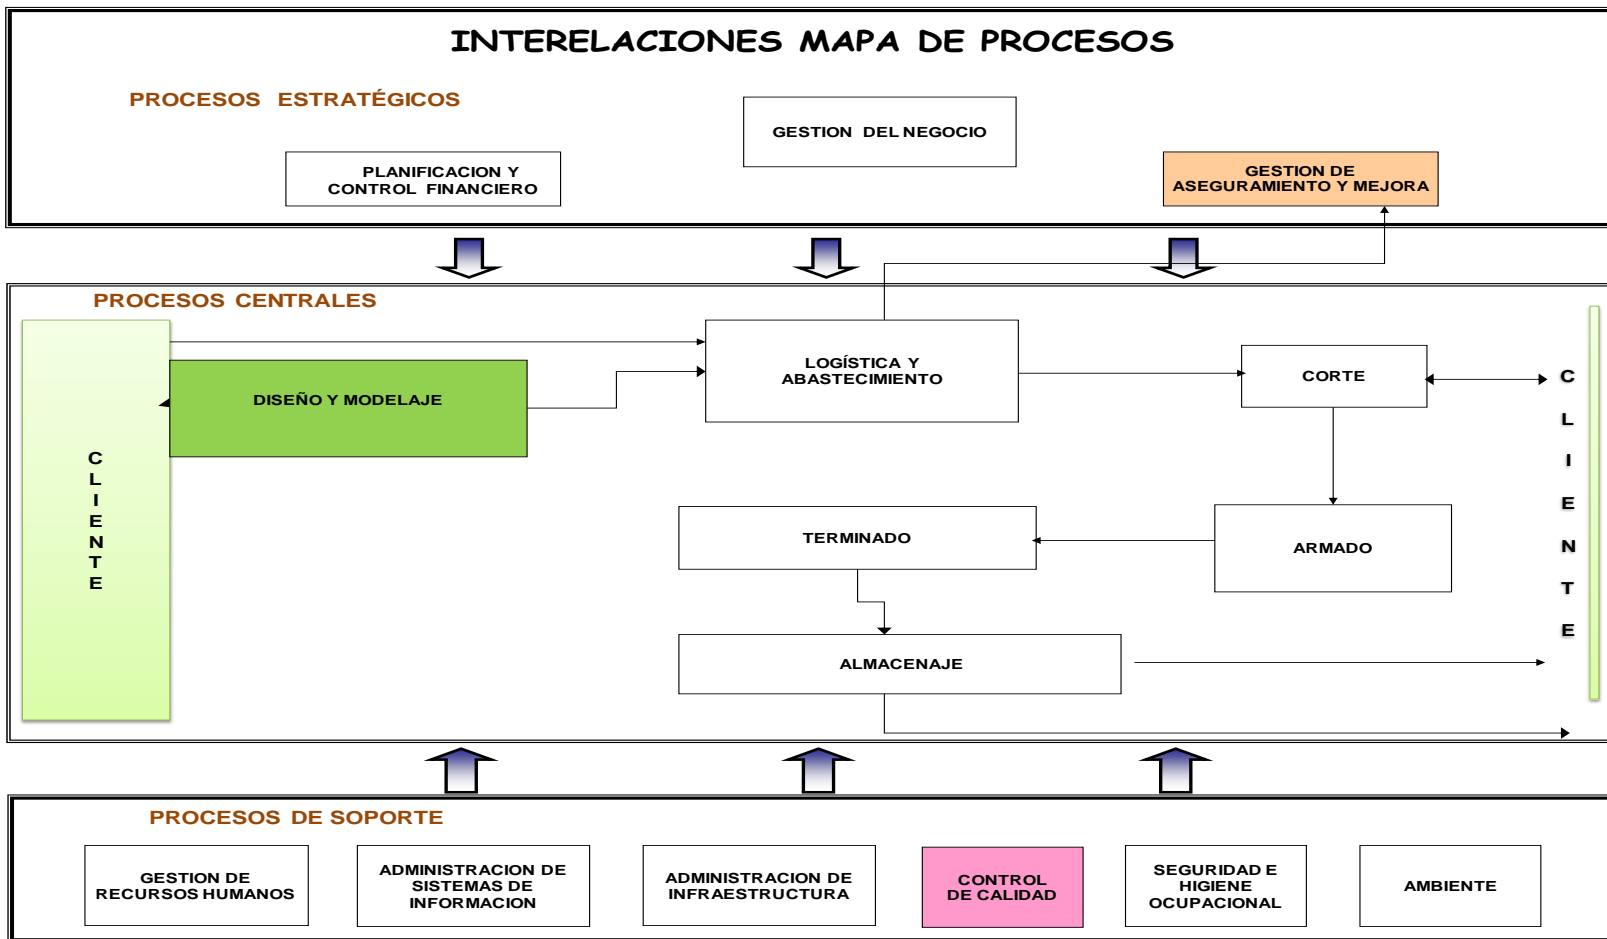 INTERELACIONES MAPA DE PROCESOS
PROCESOS ESTRATÉGICOS
GESTION DEL NEGOCIO
PLANIFICACION Y
CONTROL FINANCIERO
GESTION DE
ASEGURAMIENTO Y MEJORA
PROCESOS CENTRALES
CLIENTE
DISEÑO Y MODELAJE
LOGÍSTICA Y
ABASTECIMIENTO
CORTE
CLIENTE
TERMINADO
ARMADO
ALMACENAJE
PROCESOS DE SOPORTE
GESTION DE
RECURSOS HUMANOS
ADMINISTRACION DE
SISTEMAS DE
INFORMACION
ADMINISTRACION DE
INFRAESTRUCTURA
CONTROL
DE CALIDAD
SEGURIDAD E
HIGIENE
OCUPACIONAL
AMBIENTE